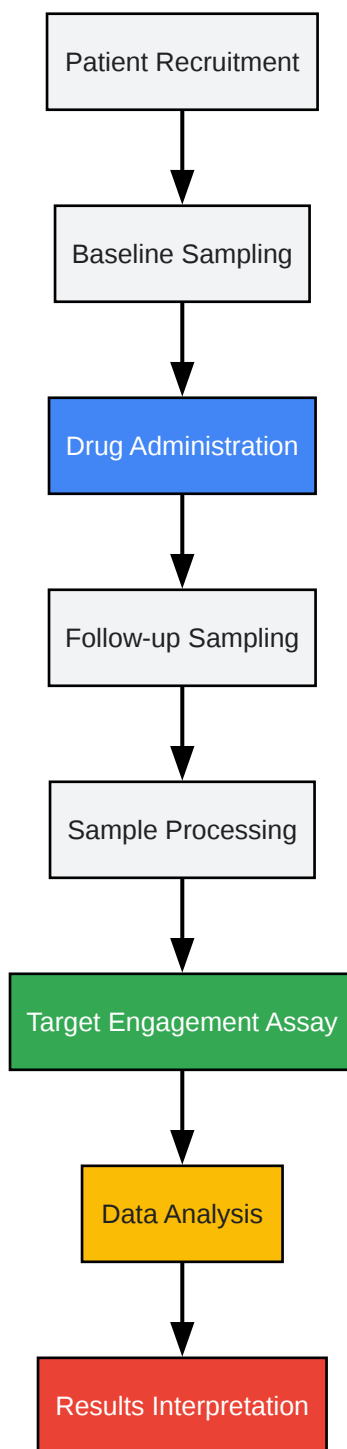 Patient Recruitment
Baseline Sampling
Drug Administration
Follow-up Sampling
Sample Processing
Target Engagement Assay
Data Analysis
Results Interpretation